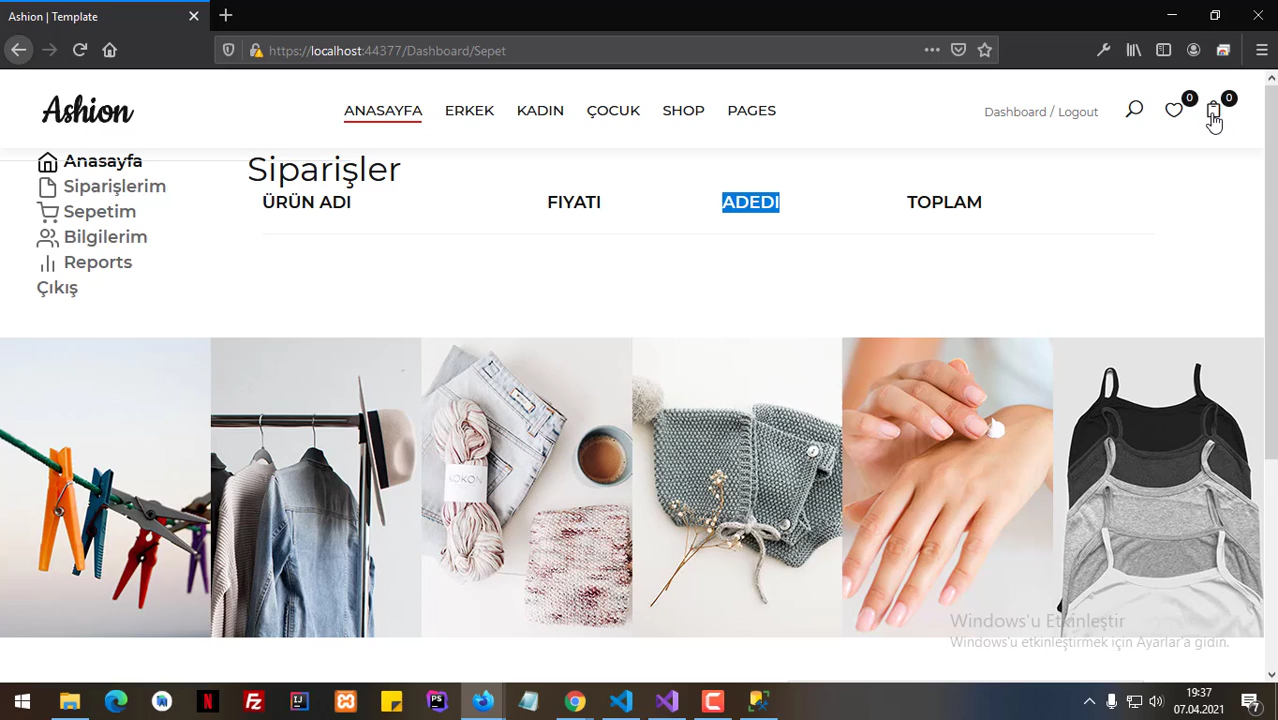 Ashion | Template
https://localhost:44377/Dashboard/Sepet
Ashion
ANASAYFA ERKEK KADIN ÇOCUK SHOP PAGES
Dashboard / Logout
0
0
Anasayfa
Siparişlerim
Sepetim
Bilgilerim
Reports
Çıkış
Siparişler
ÜRÜN ADI FIYATI ADEDI TOPLAM
KOKON
Windows'u Etkinleştir
Windows'u etkinleştirmek için Ayarlar'a gidin.
19:37
07.04.2021
7